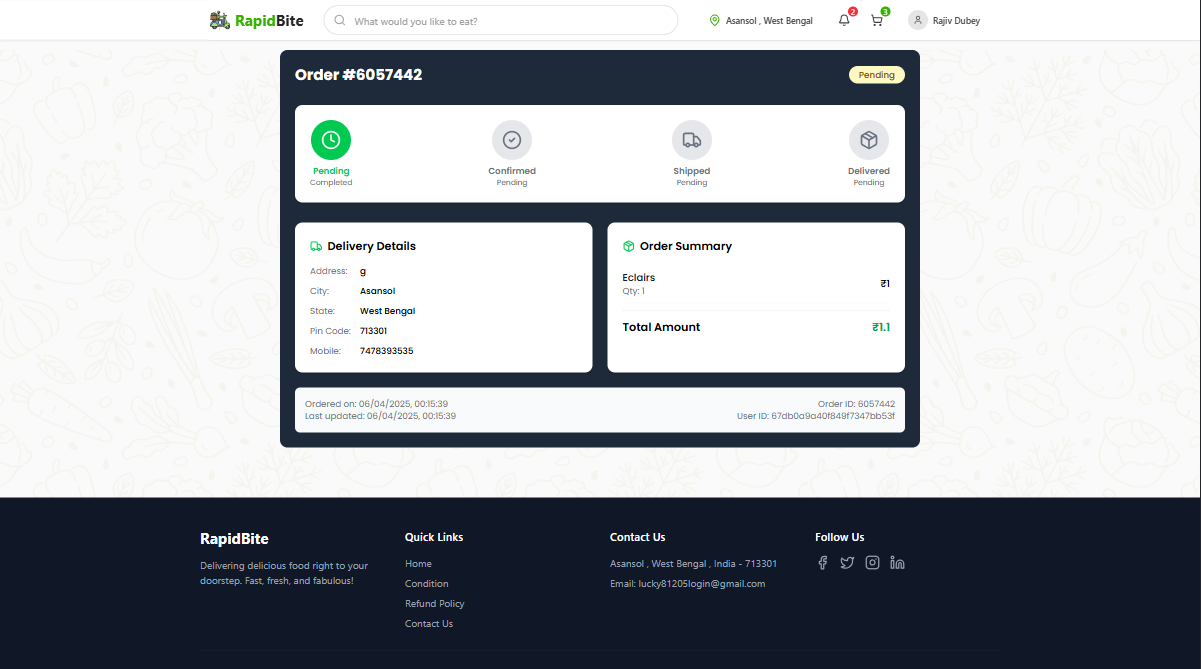 RapidBite
What would you like to eat?
Asansol , West Bengal
2
3
Rajiv Dubey
Order #6057442
Pending
Pending
Completed
Confirmed
Pending
Shipped
Pending
Delivered
Pending
Delivery Details
Address: g
City: Asansol
State: West Bengal
Pin Code: 713301
Mobile: 7478393535
Order Summary
Eclairs
Qty: 1
₹1
Total Amount ₹1.1
Ordered on: 06/04/2025, 00:15:39
Last updated: 06/04/2025, 00:15:39
Order ID: 6057442
User ID: 67db0a9a40f849f7347bb53f
RapidBite
Delivering delicious food right to your
doorstep. Fast, fresh, and fabulous!
Quick Links
Home
Condition
Refund Policy
Contact Us
Contact Us
Asansol , West Bengal , India - 713301
Email: lucky81205login@gmail.com
Follow Us